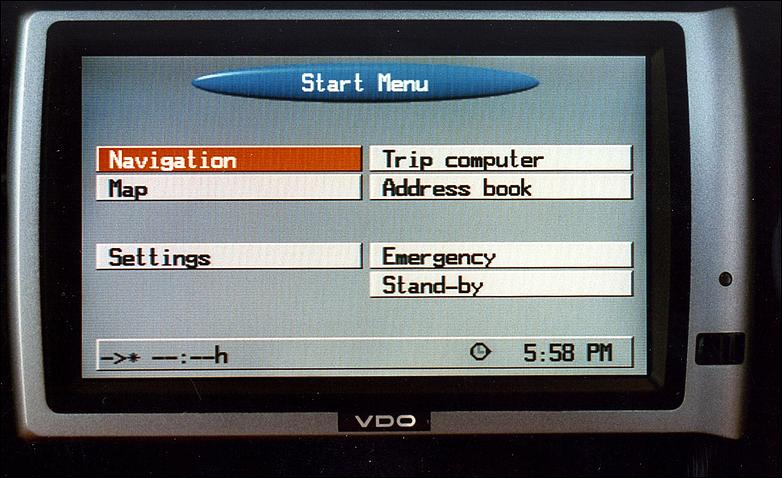 Start Menu
Navigation
Trip computer
Map
Address book
Settings
Emergency
Stand-by
->* --:--h
5:58 PM
VDO